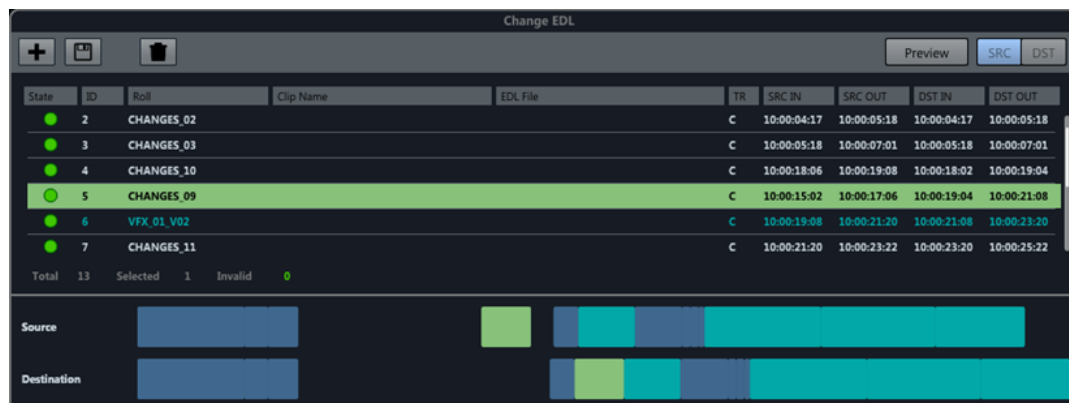 Change EDL
Preview SRC DST
State ID Roll Clip Name EDL File TR SRC IN SRC OUT DST IN DST OUT
2 CHANGES_02 C 10:00:04:17 10:00:05:18 10:00:04:17 10:00:05:18
3 CHANGES_03 C 10:00:05:18 10:00:07:01 10:00:05:18 10:00:07:01
4 CHANGES_10 C 10:00:18:06 10:00:19:08 10:00:18:02 10:00:19:04
5 CHANGES_09 C 10:00:15:02 10:00:17:06 10:00:19:04 10:00:21:08
6 VFX_01_V02 C 10:00:19:08 10:00:21:20 10:00:21:08 10:00:23:20
7 CHANGES_11 C 10:00:21:20 10:00:23:22 10:00:23:20 10:00:25:22
Total 13 Selected 1 Invalid 0
Source
Destination